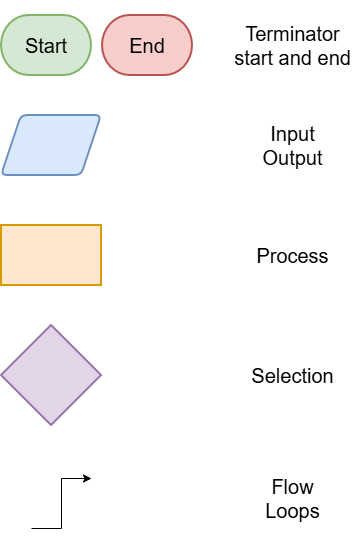 Start
End
Terminator
start and end
Input
Output
Process
Selection
Flow
Loops